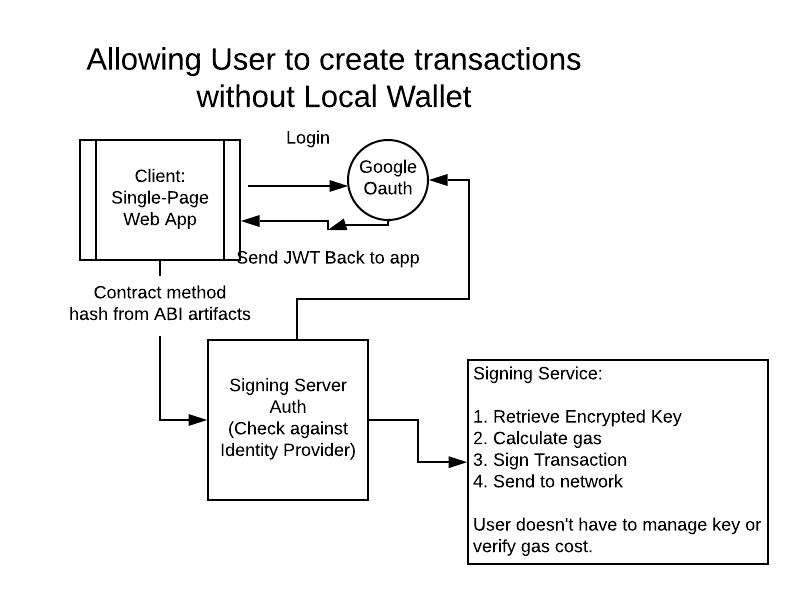 Allowing User to create transactions
without Local Wallet
Login
Client:
Single-Page
Web App
Google
Oauth
Send JWT Back to app
Contract method
hash from ABI artifacts
Signing Server
Auth
(Check against
Identity Provider)
Signing Service:
1. Retrieve Encrypted Key
2. Calculate gas
3. Sign Transaction
4. Send to network
User doesn't have to manage key or
verify gas cost.